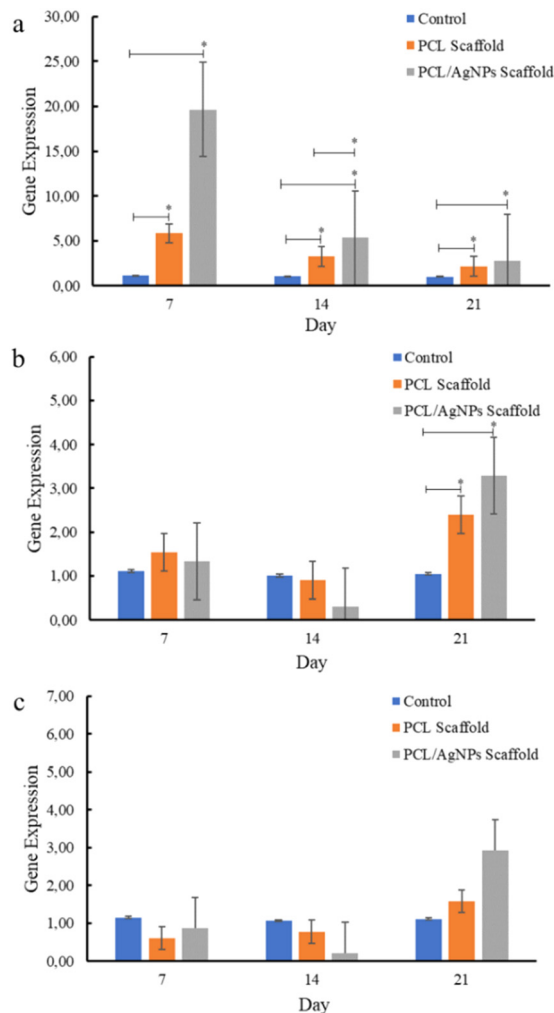 a
Control
PCL Scaffold
PCL/AgNPs Scaffold
Gene Expression
30,00
25,00
20,00
15,00
10,00
5,00
0,00
* * * * * * *
7 14 21
Day
b
Control
PCL Scaffold
PCL/AgNPs Scaffold
Gene Expression
6,00
5,00
4,00
3,00
2,00
1,00
0,00
* *
7 14 21
Day
c
Control
PCL Scaffold
PCL/AgNPs Scaffold
Gene Expression
7,00
6,00
5,00
4,00
3,00
2,00
1,00
0,00
7 14 21
Day